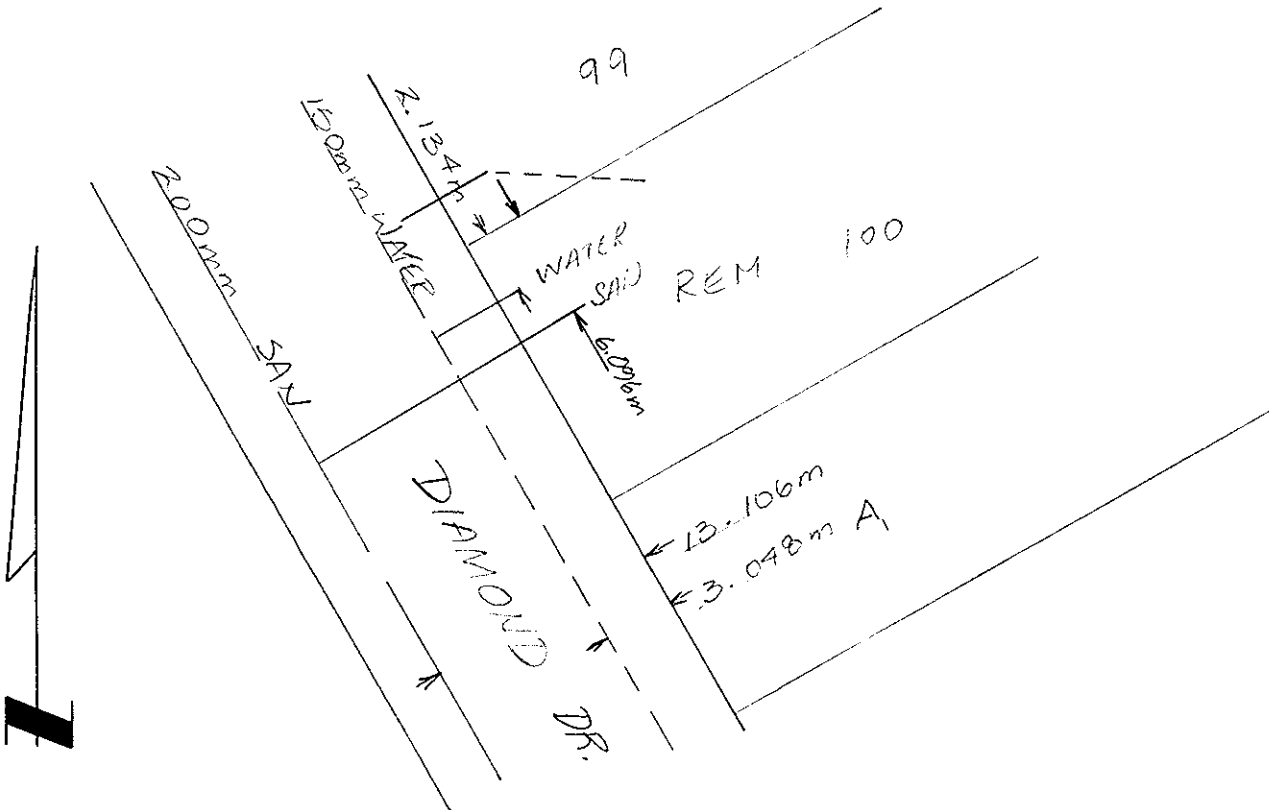 99
2.134m
150mm WATER
200mm SAN
WATER
SAN
REM 100
6.096m
DIAMOND DR.
13.106m
3.048m A